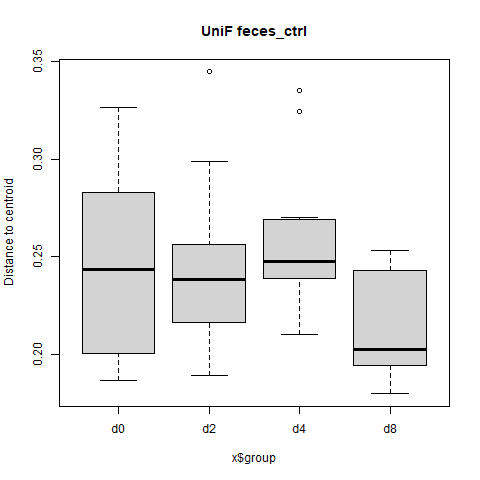 UniF feces_ctrl
Distance to centroid
0.35
0.30
0.25
0.20
d0 d2 d4 d8
x$group